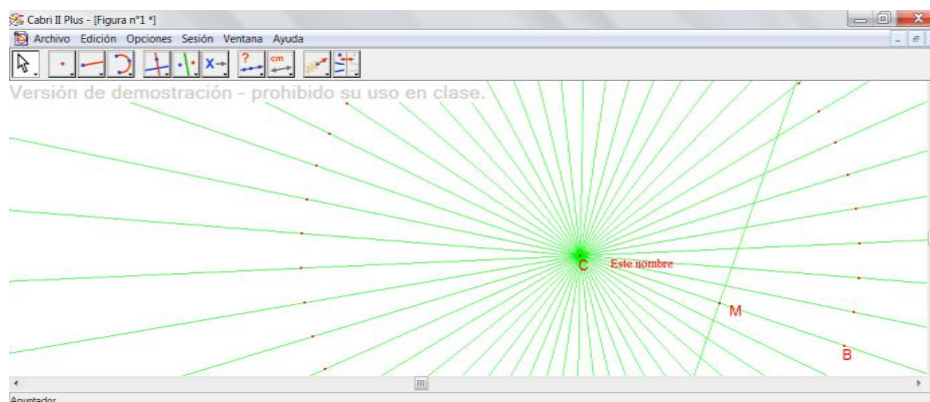 Cabri II Plus - [Figura n°1 *]
Archivo Edición Opciones Sesión Ventana Ayuda
? cm
X
Versión de demostración - prohibido su uso en clase.
C Este nombre
M
B
Apuntador